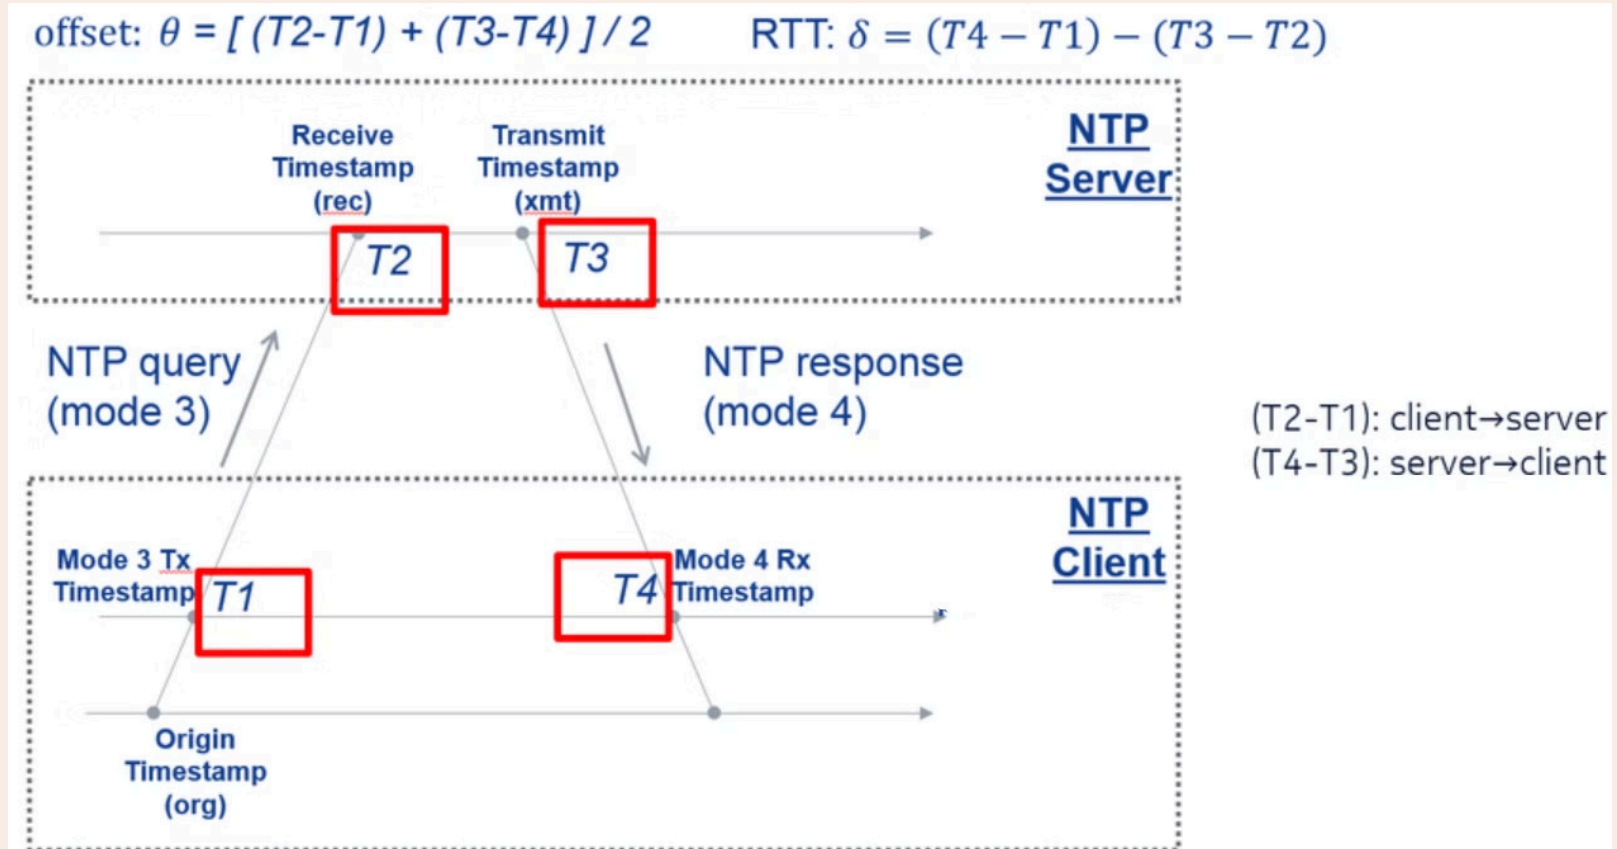 offset: θ = [ (T2-T1) + (T3-T4) ] / 2
RTT: δ = (T4 − T1) − (T3 − T2)
NTP
Server
Receive
Timestamp
(rec)
Transmit
Timestamp
(xmt)
T2
T3
NTP query
(mode 3)
NTP response
(mode 4)
(T2-T1): client→server
(T4-T3): server→client
NTP
Client
Mode 3 Tx
Timestamp
T1
T4
Mode 4 Rx
Timestamp
Origin
Timestamp
(org)